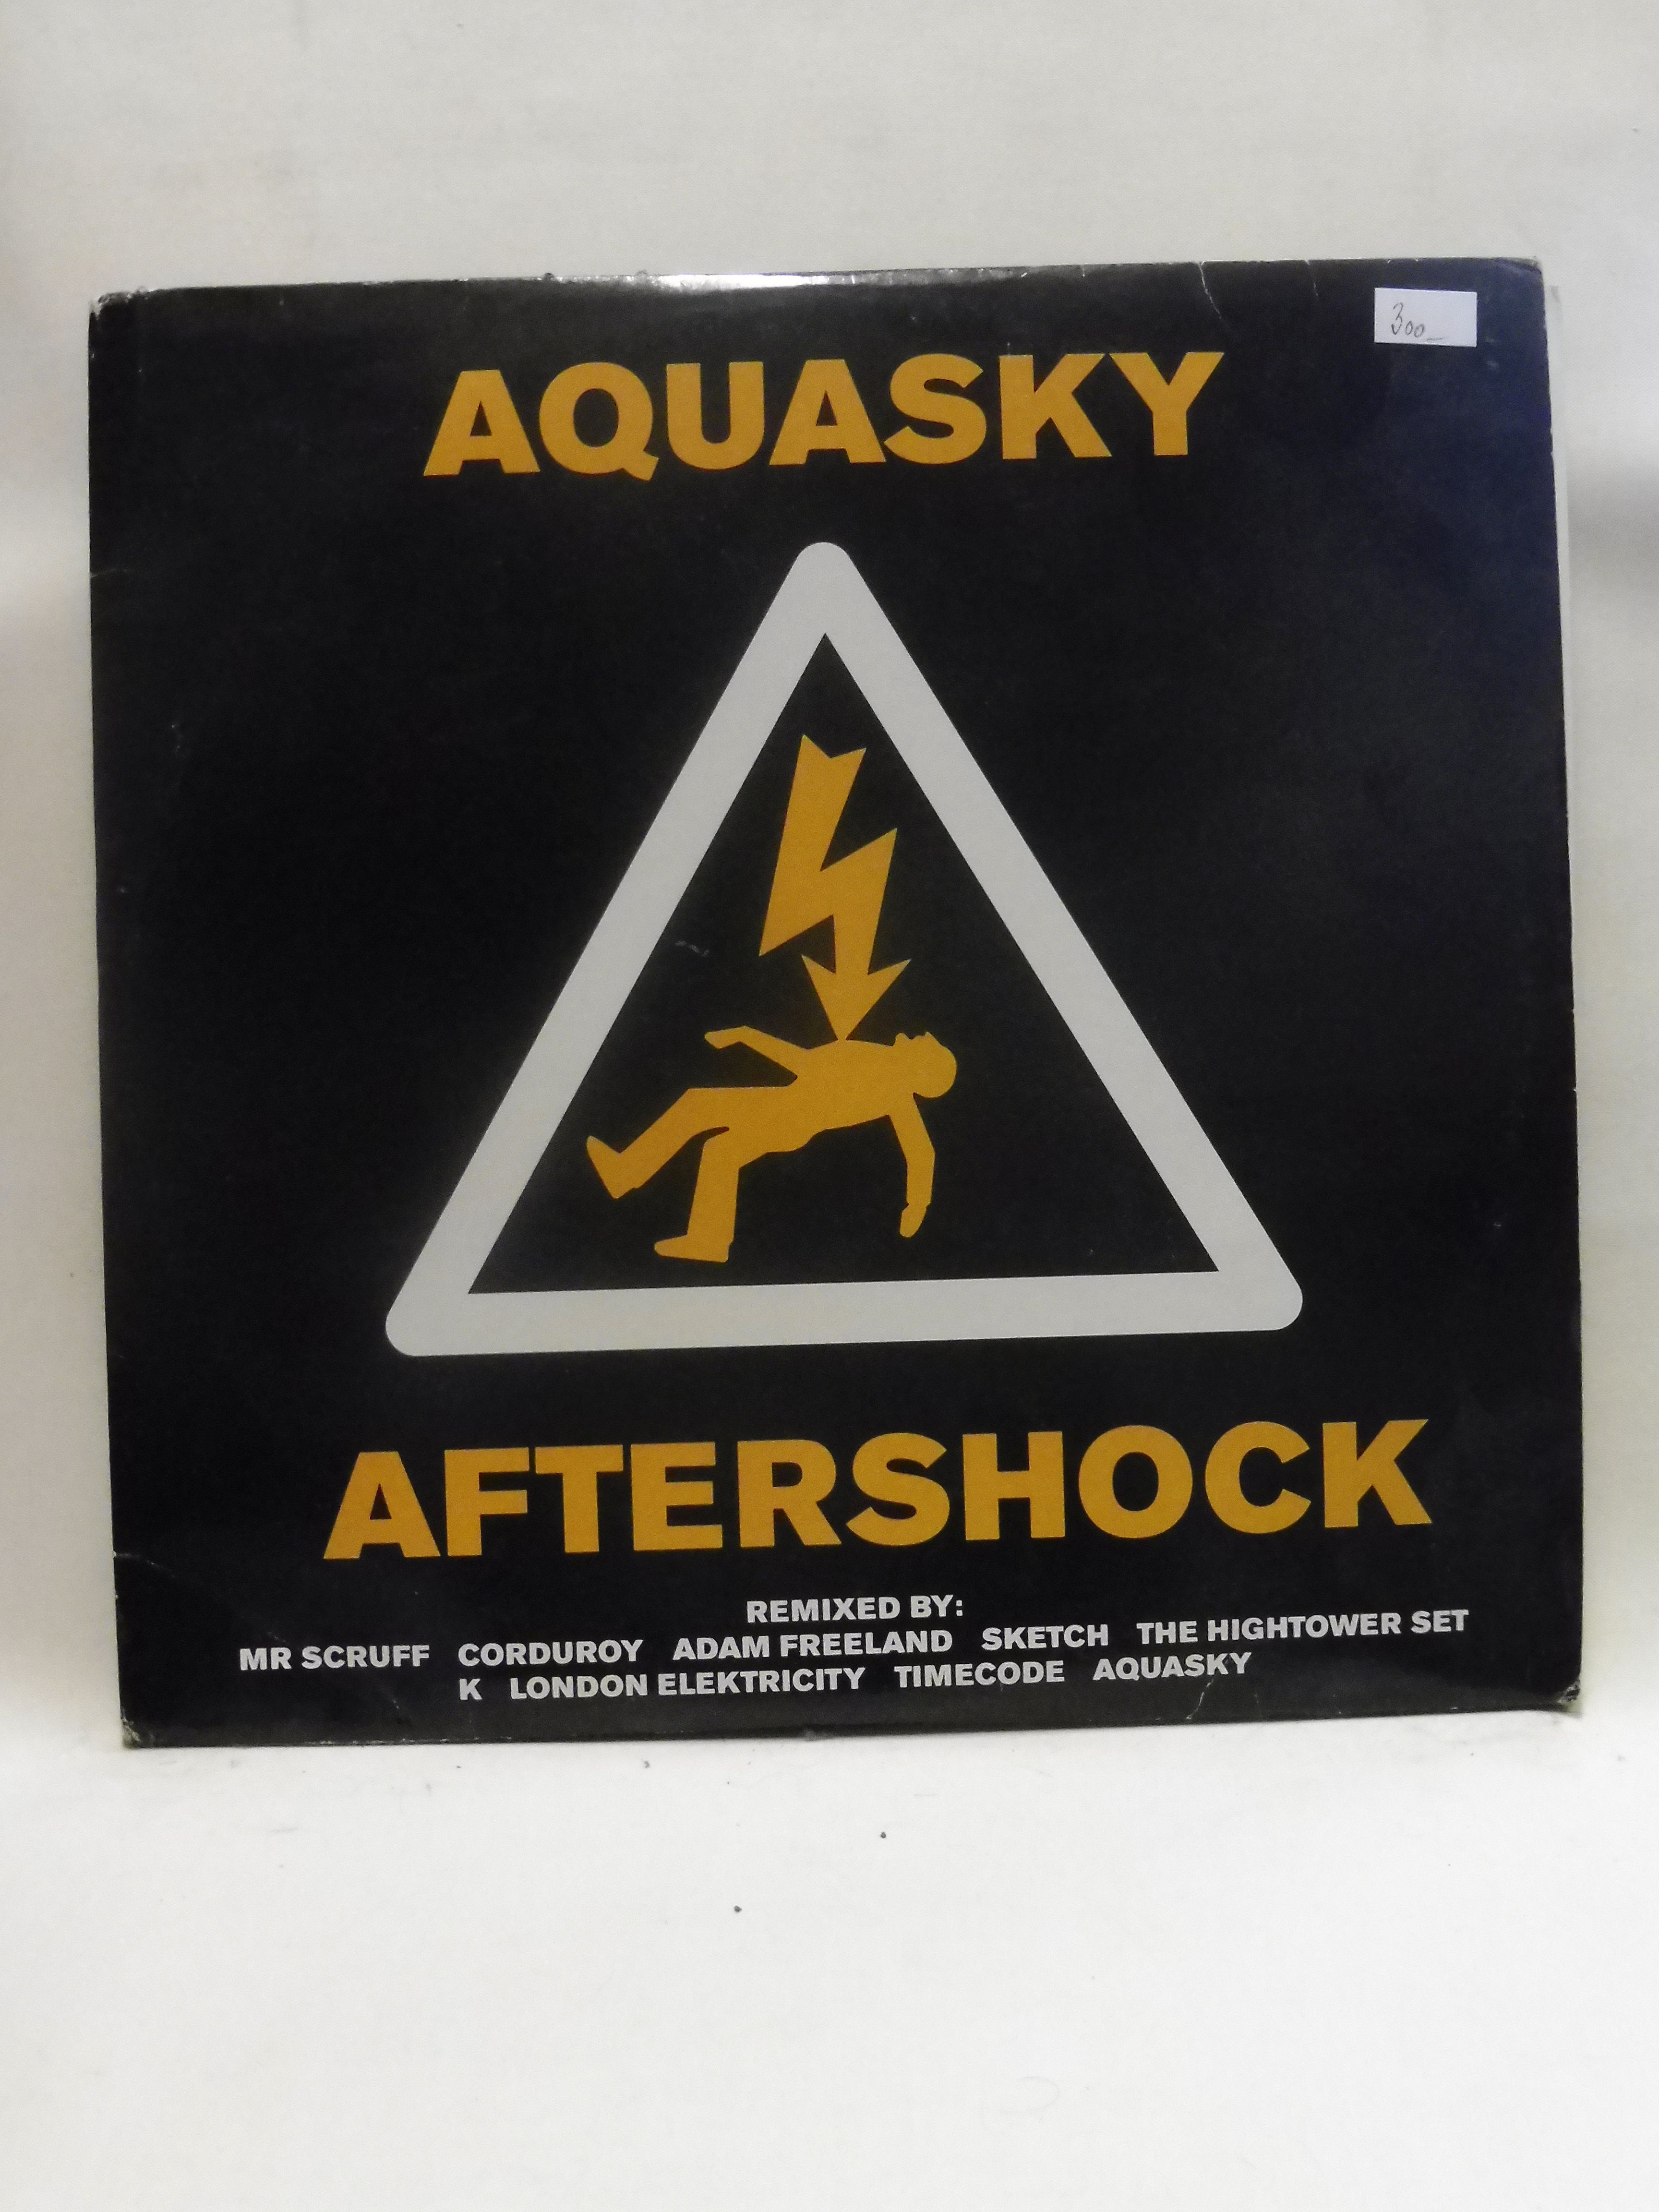 300
AQUASKY
AFTERSHOCK
REMIXED BY:
MR SCRUFF CORDUROY ADAM FREELAND SKETCH THE HIGHTOWER SET
K LONDON ELEKTRICITY TIMECODE AQUASKY